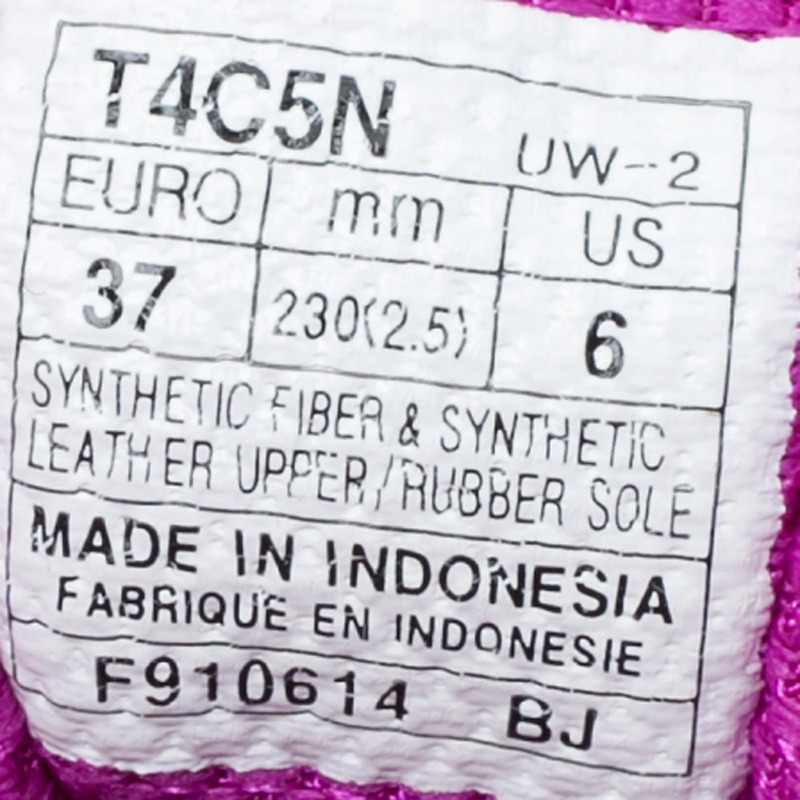 T4C5N UW-2
EURO mm US
37 230(2.5) 6
SYNTHETIC FIBER & SYNTHETIC
LEATHER UPPER/RUBBER SOLE
MADE IN INDONESIA
FABRIQUE EN INDONESIE
F910614 BJ